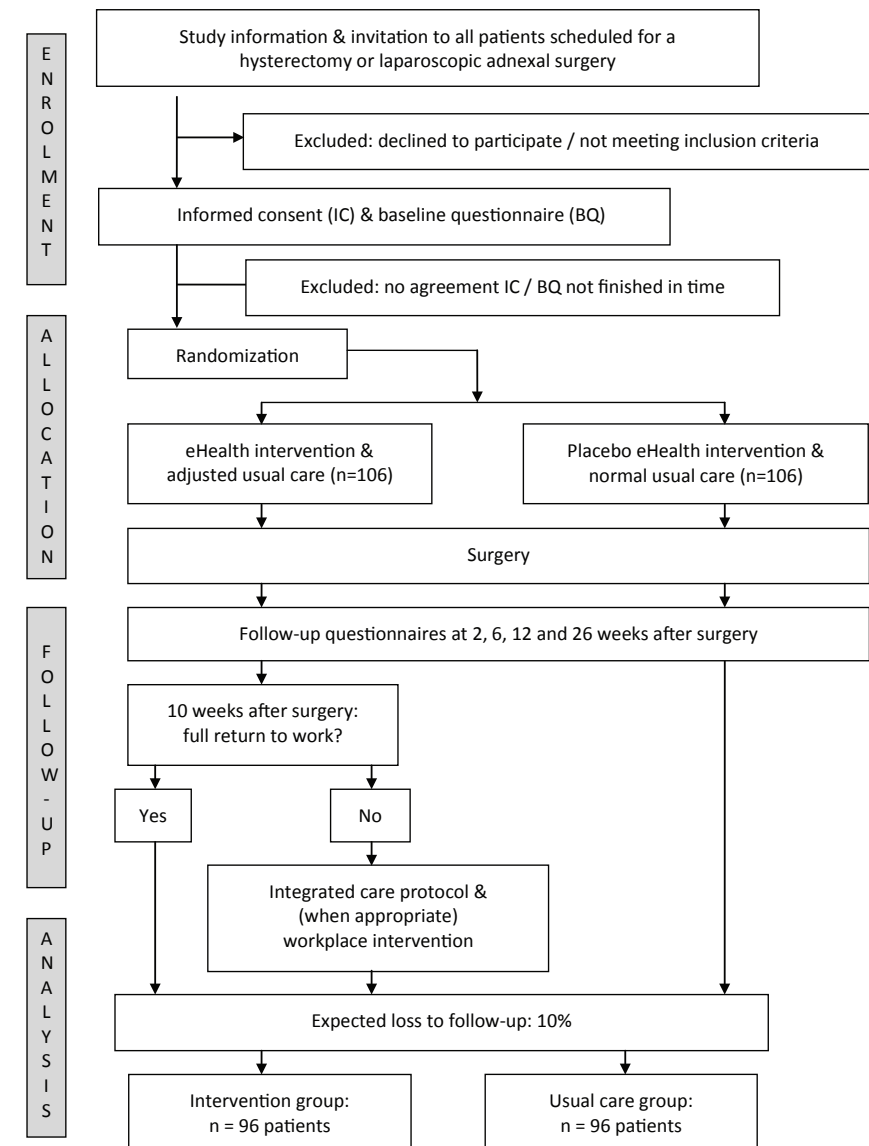 ENROLMENT
Study information & invitation to all patients scheduled for a
hysterectomy or laparoscopic adnexal surgery
Excluded: declined to participate / not meeting inclusion criteria
Informed consent (IC) & baseline questionnaire (BQ)
Excluded: no agreement IC / BQ not finished in time
ALLOCATION
Randomization
eHealth intervention &
adjusted usual care (n=106)
Placebo eHealth intervention &
normal usual care (n=106)
Surgery
FOLLOW-UP
Follow-up questionnaires at 2, 6, 12 and 26 weeks after surgery
10 weeks after surgery:
full return to work?
Yes
No
Integrated care protocol &
(when appropriate)
workplace intervention
ANALYSIS
Expected loss to follow-up: 10%
Intervention group:
n = 96 patients
Usual care group:
n = 96 patients